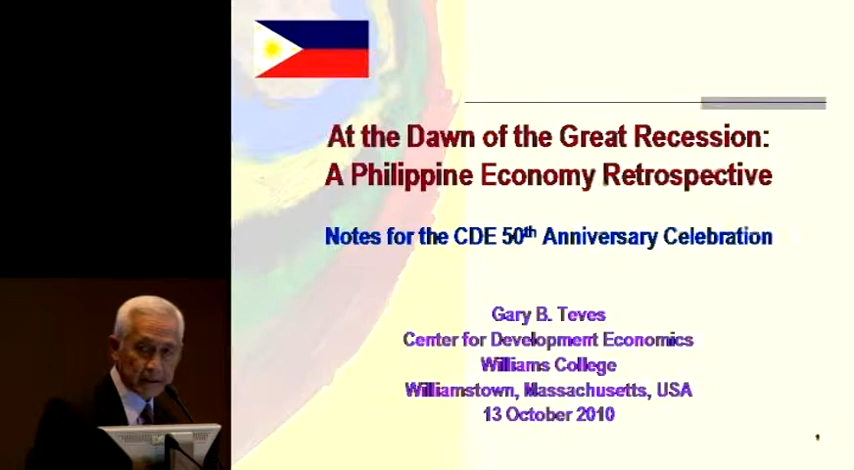 At the Dawn of the Great Recession:
A Philippine Economy Retrospective
Notes for the CDE 50th Anniversary Celebration
Gary B. Teves
Center for Development Economics
Williams College
Williamstown, Massachusetts, USA
13 October 2010
1